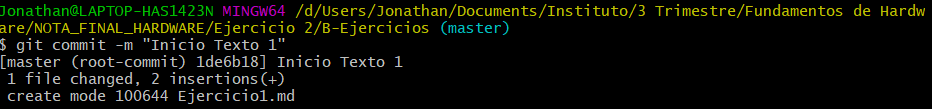 Jonathan@LAPTOP-HAS1423N MINGW64 /d/Users/Jonathan/Documents/Instituto/3 Trimestre/Fundamentos de Hardw
are/NOTA_FINAL_HARDWARE/Ejercicio 2/B-Ejercicios (master)
$ git commit -m "Inicio Texto 1"
[master (root-commit) 1de6b18] Inicio Texto 1
 1 file changed, 2 insertions(+)
 create mode 100644 Ejercicio1.md